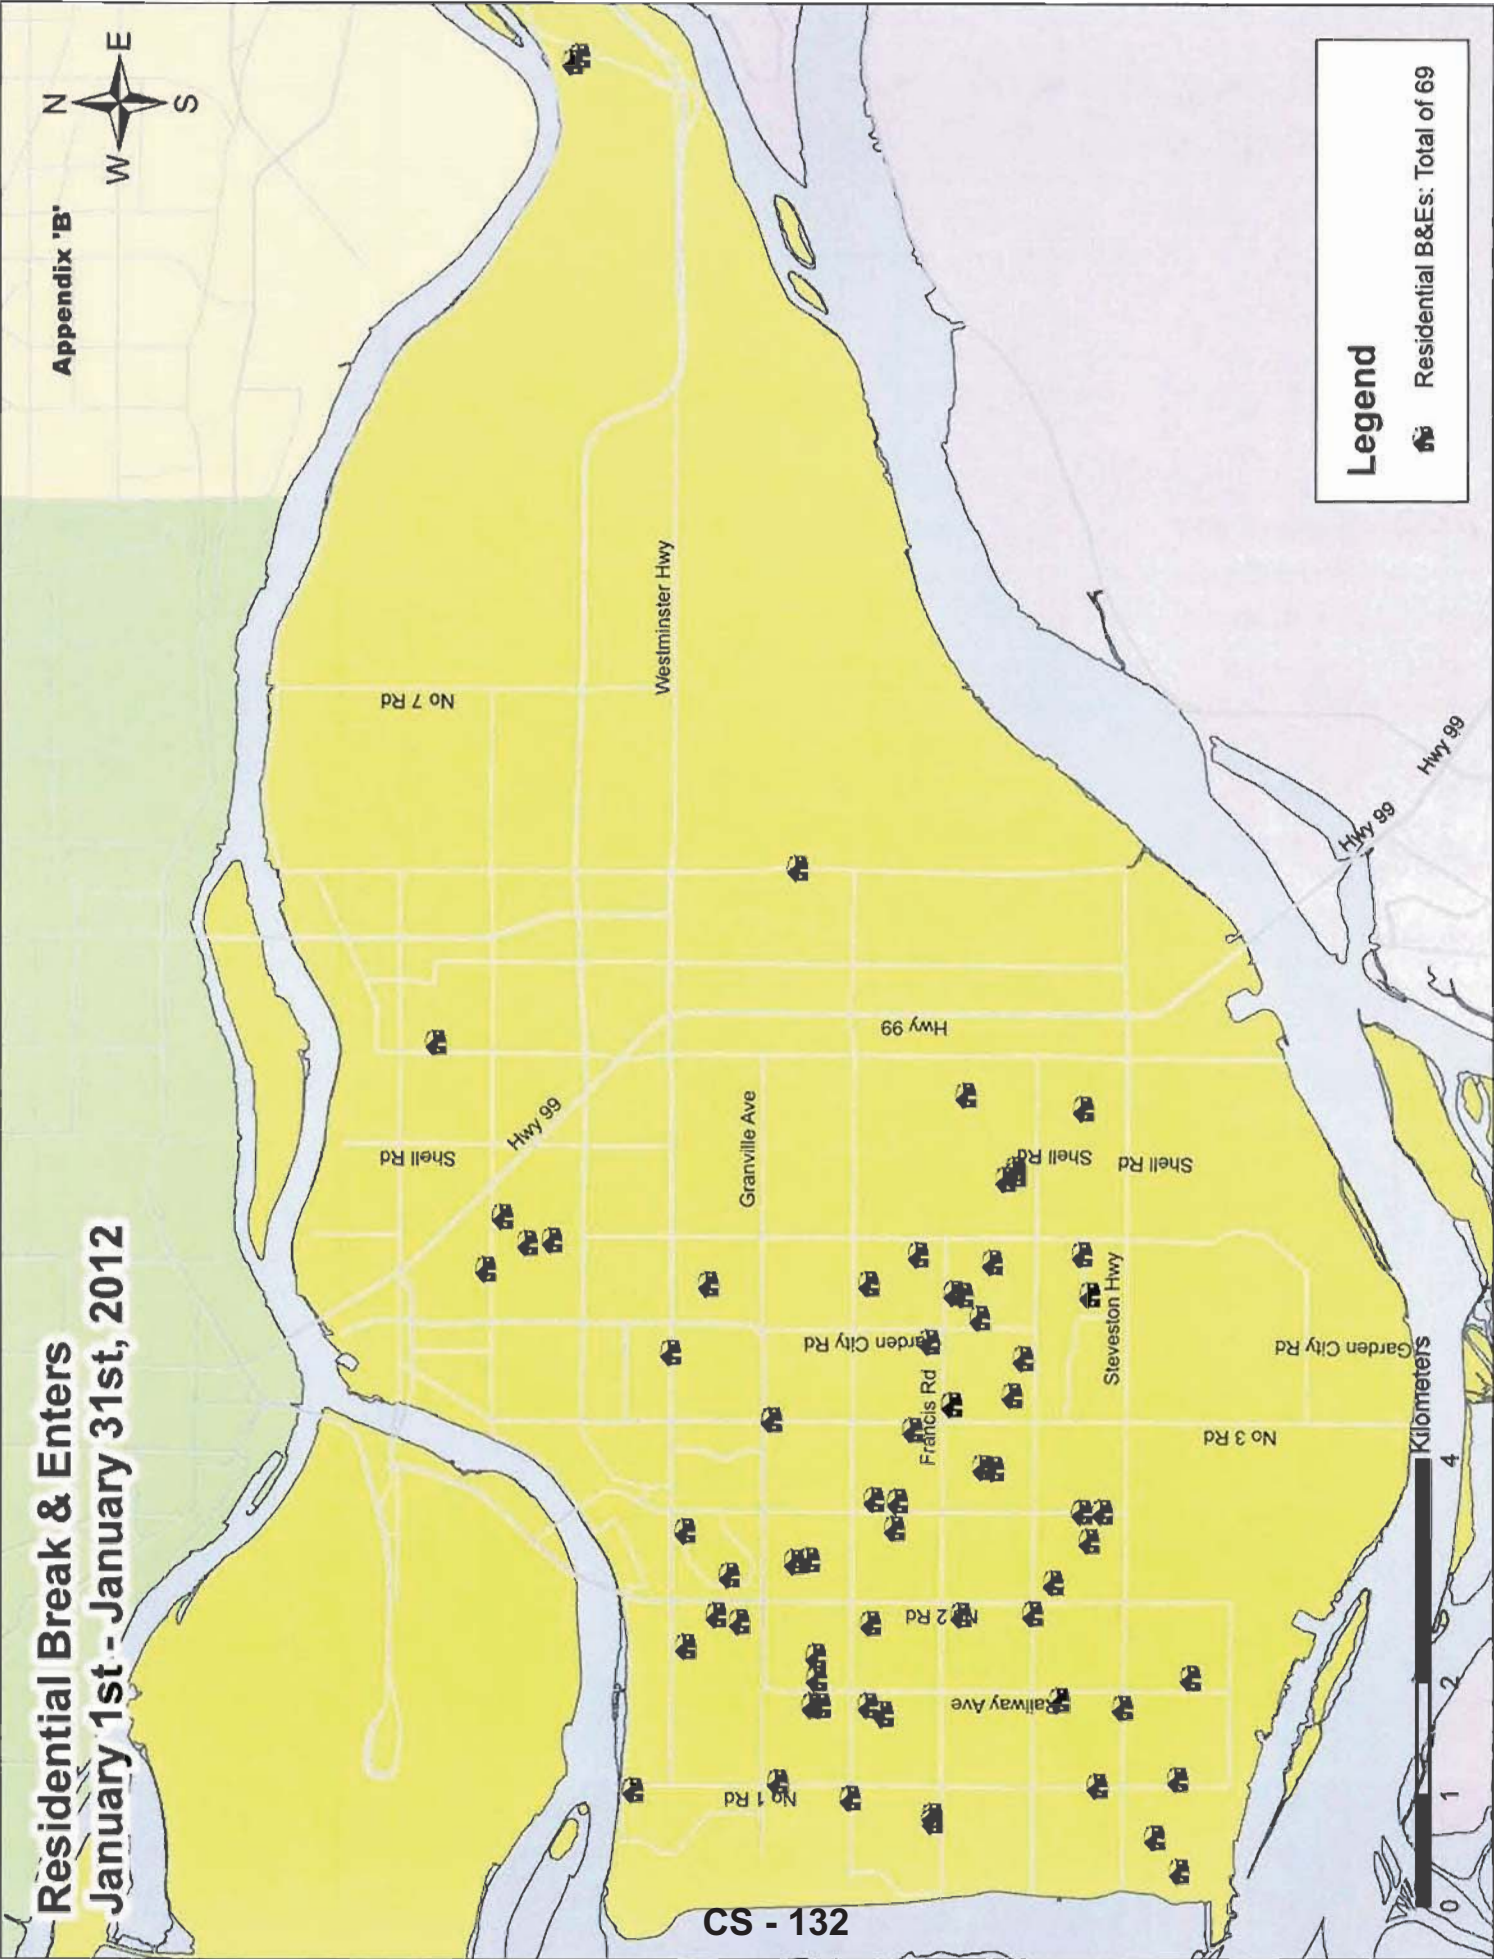 Residential Break & Enters
January 1st - January 31st, 2012
Appendix 'B'
N
W
E
S
No 7 Rd
Westminster Hwy
Shell Rd
Hwy 99
Granville Ave
Hwy 99
Shell Rd
Shell Rd
Garden City Rd
Francis Rd
Steveston Hwy
Garden City Rd
No 3 Rd
No 2 Rd
Railway Ave
No 1 Rd
Hwy 99
Hwy 99
Legend
Residential B&Es: Total of 69
Kilometers
0 1 2 4
CS - 132